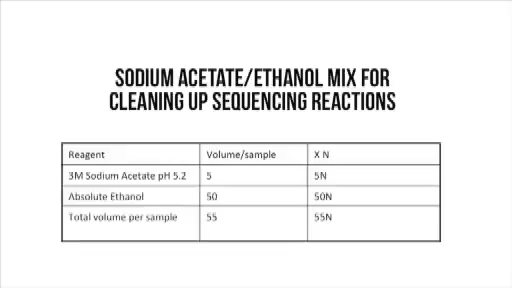 SODIUM ACETATE/ETHANOL MIX FOR
CLEANING UP SEQUENCING REACTIONS
Reagent Volume/sample X N
3M Sodium Acetate pH 5.2 5 5N
Absolute Ethanol 50 50N
Total volume per sample 55 55N